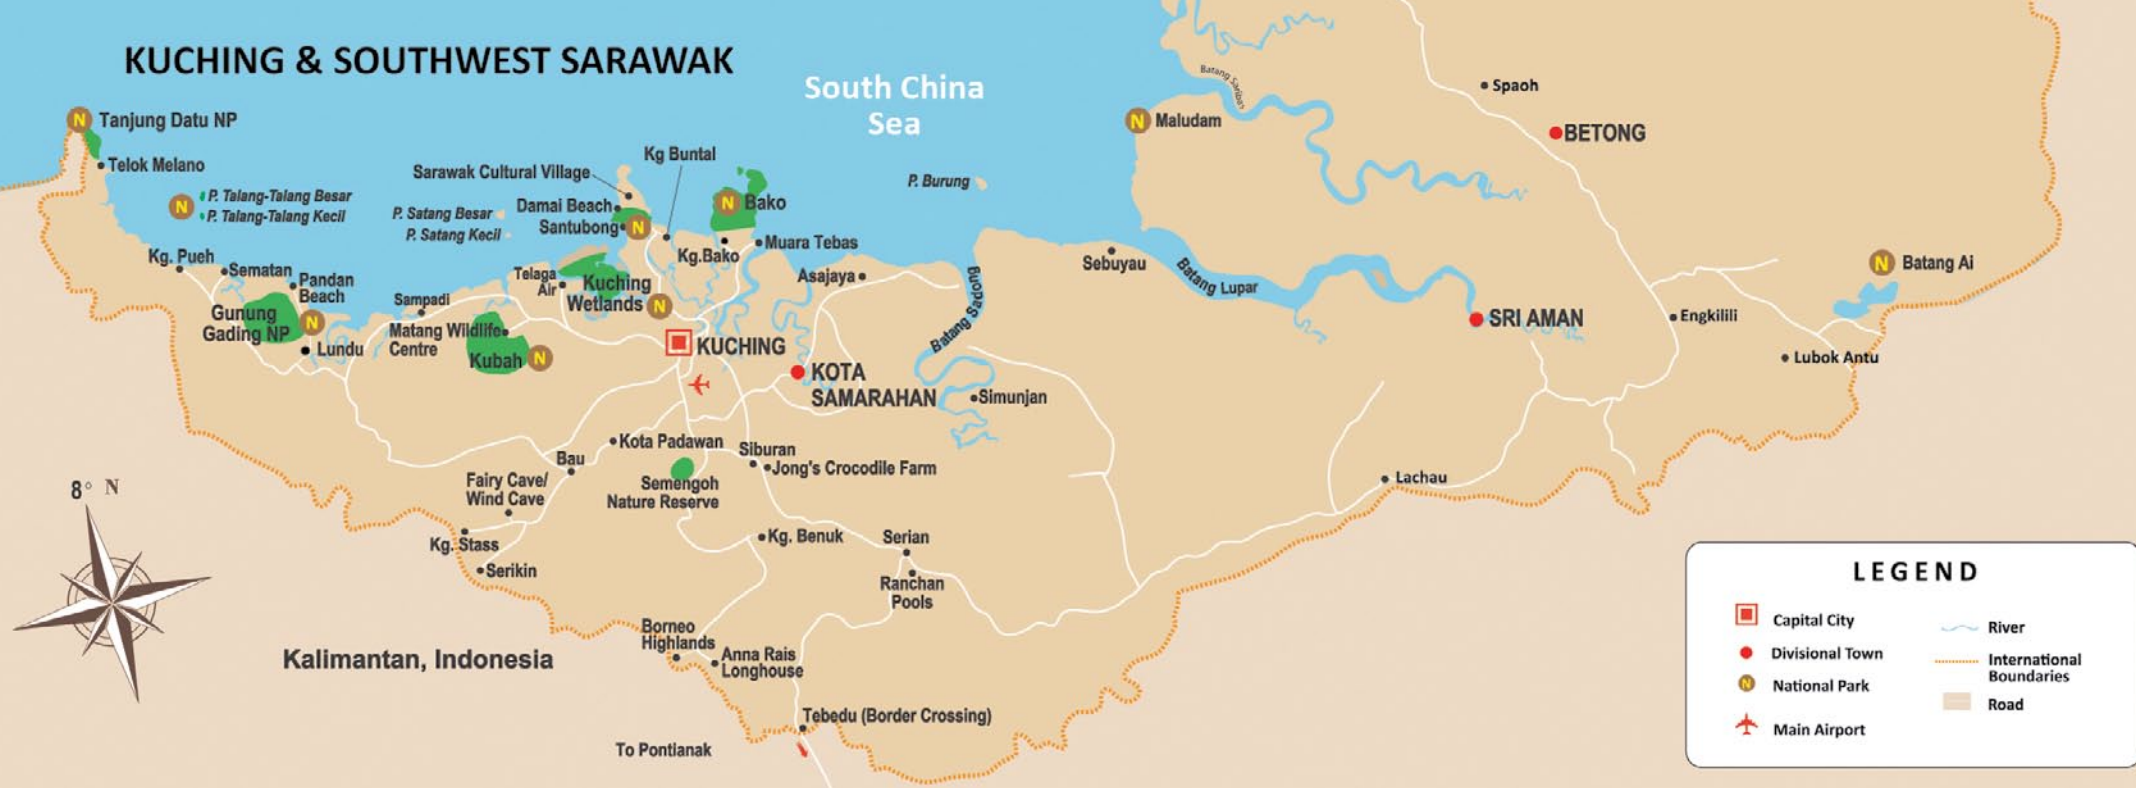 KUCHING & SOUTHWEST SARAWAK
South China
Sea
Batang Saribas
Spaoh
BETONG
N
Tanjung Datu NP
N
Maludam
Telok Melano
Kg Buntal
Sarawak Cultural Village
P. Burung
N
P. Talang-Talang Besar
P. Talang-Talang Kecil
P. Satang Besar
P. Satang Kecil
Damai Beach
Santubong
N
N
Bako
Kg.Bako
Muara Tebas
Kg. Pueh
Sematan
Pandan
Beach
Telaga
Air
Kuching
Wetlands
N
Asajaya
Batang Sadong
Sebuyau
Batang Lupar
N
Batang Ai
Sampadi
Gunung
Gading NP
N
Lundu
Matang Wildlife
Centre
Kubah
N
KUCHING
KOTA
SAMARAHAN
Simunjan
SRI AMAN
Engkilili
Lubok Antu
Kota Padawan
Siburan
Jong's Crocodile Farm
Bau
Semengoh
Nature Reserve
Fairy Cave/
Wind Cave
Lachau
8° N
Kg. Stass
Serikin
Kg. Benuk
Serian
Ranchan
Pools
Borneo
Highlands
Anna Rais
Longhouse
Kalimantan, Indonesia
Tebedu (Border Crossing)
To Pontianak
LEGEND
Capital City
Divisional Town
N
National Park
Main Airport
River
International
Boundaries
Road